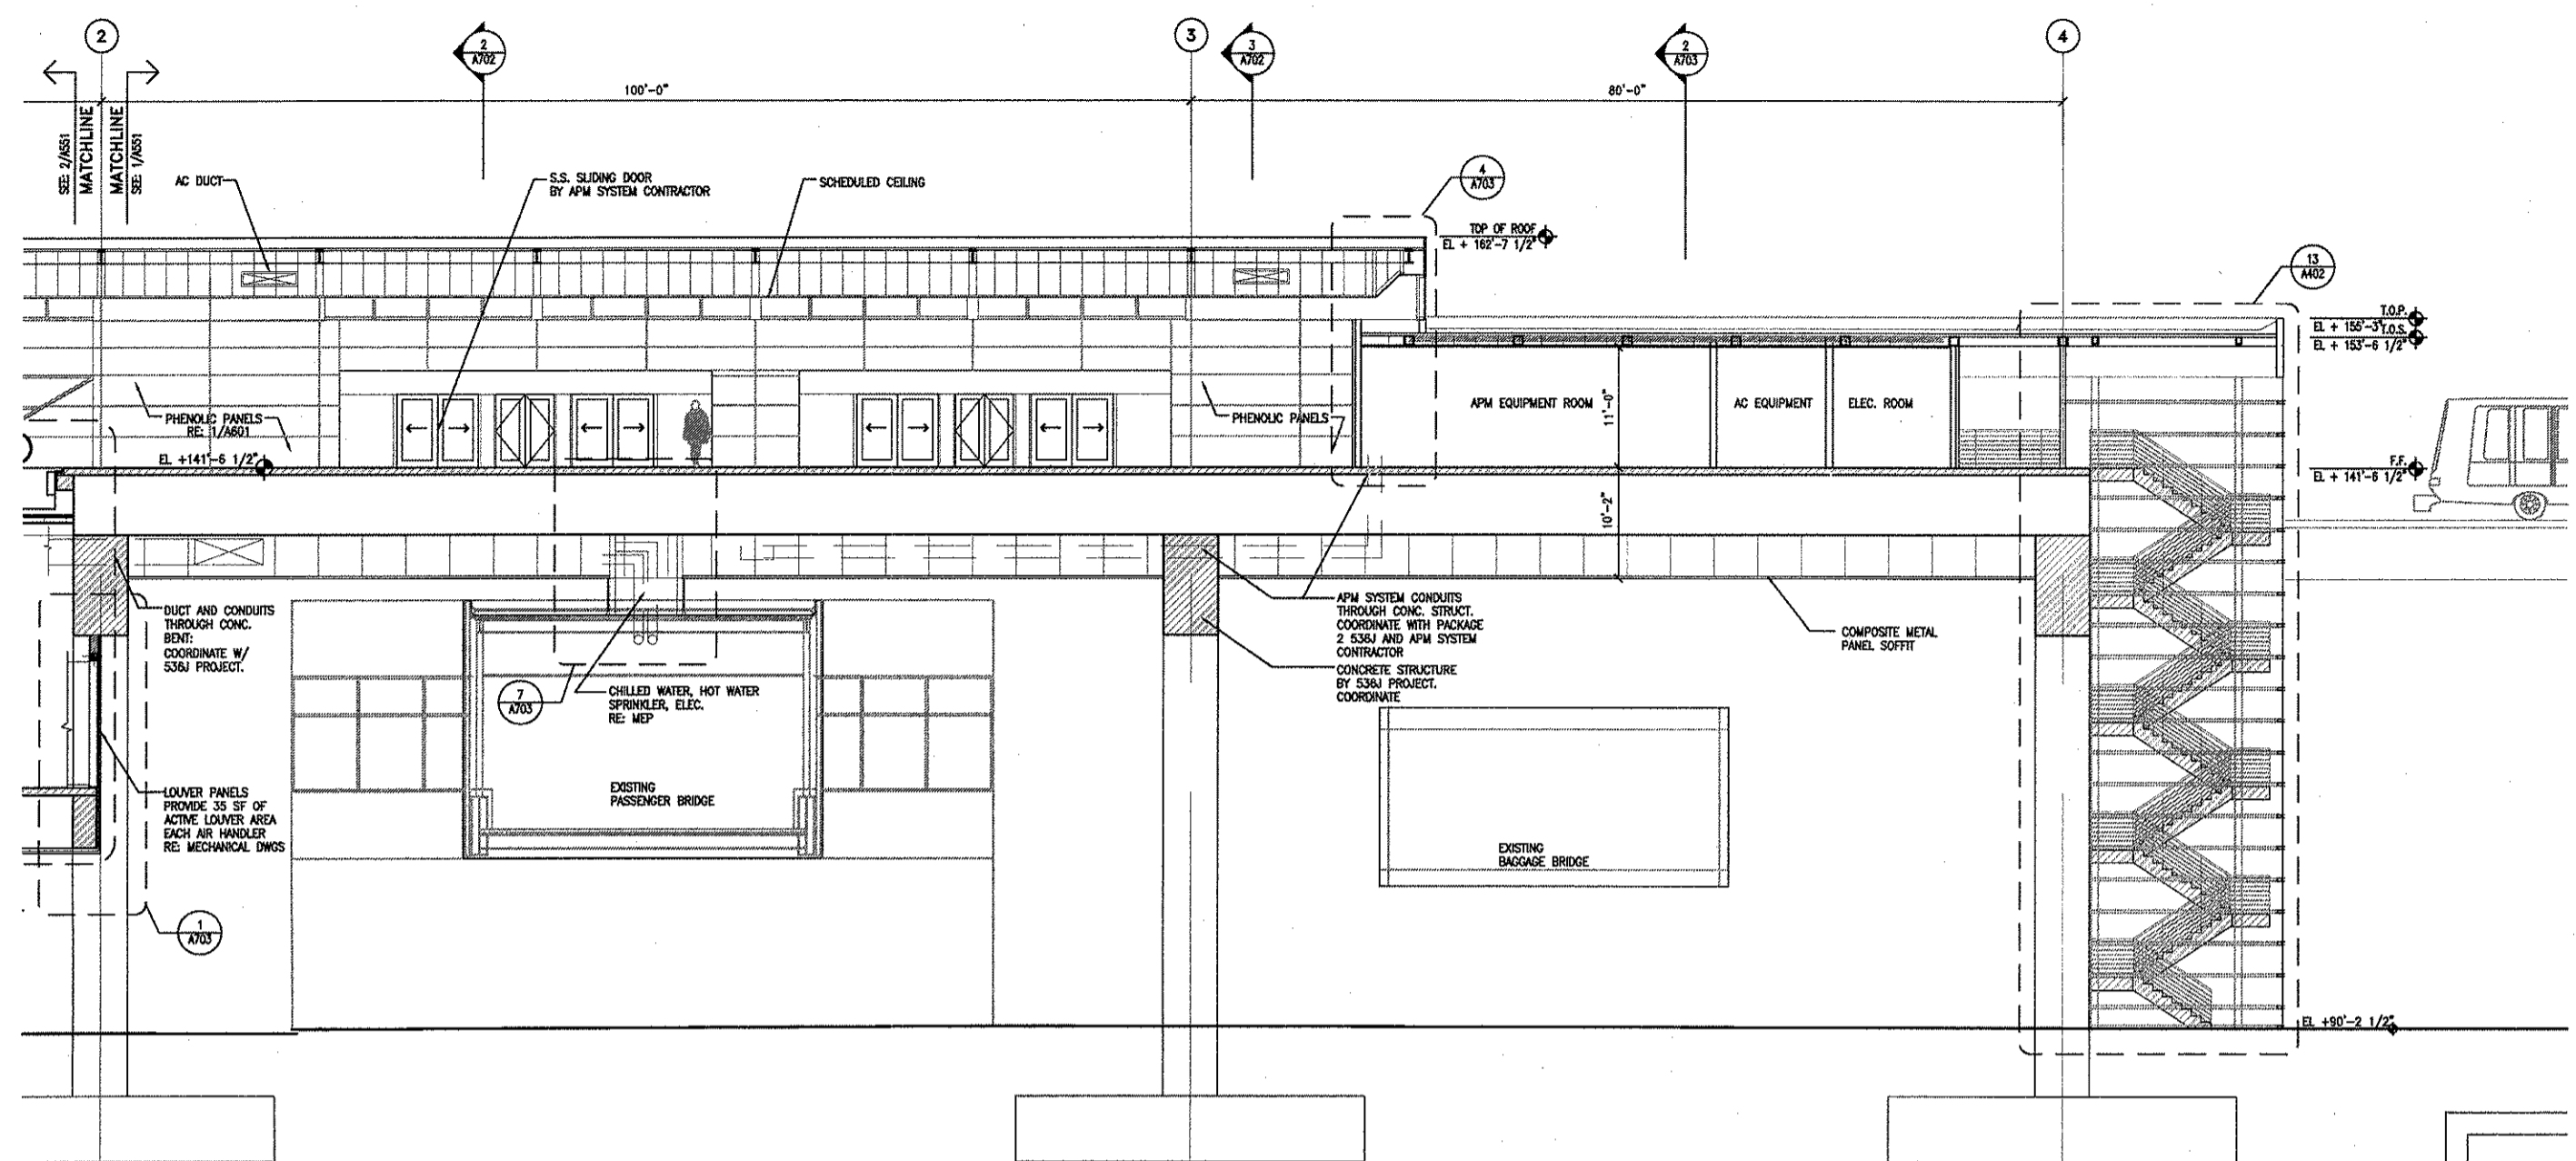 2
2
A702
3
3
A702
2
A703
4
100'-0"
80'-0"
SEE: 2/A551
MATCHLINE
MATCHLINE
SEE: 1/A551
AC DUCT
S.S. SLIDING DOOR
BY APM SYSTEM CONTRACTOR
SCHEDULED CEILING
4
A703
TOP OF ROOF
EL + 162'-7 1/2"
13
A402
T.O.P.
EL + 155'-3"
T.O.S.
EL + 153'-6 1/2"
PHENOLIC PANELS
RE: 1/A601
EL +141'-6 1/2"
PHENOLIC PANELS
APM EQUIPMENT ROOM
11'-0"
AC EQUIPMENT
ELEC. ROOM
F.F.
EL + 141'-6 1/2"
10'-2"
DUCT AND CONDUITS
THROUGH CONC.
BENT:
COORDINATE W/
536J PROJECT.
APM SYSTEM CONDUITS
THROUGH CONC. STRUCT.
COORDINATE WITH PACKAGE
2 536J AND APM SYSTEM
CONTRACTOR
CONCRETE STRUCTURE
BY 536J PROJECT.
COORDINATE
COMPOSITE METAL
PANEL SOFFIT
7
A703
CHILLED WATER, HOT WATER
SPRINKLER, ELEC.
RE: MEP
LOUVER PANELS
PROVIDE 35 SF OF
ACTIVE LOUVER AREA
EACH AIR HANDLER
RE: MECHANICAL DWGS
EXISTING
PASSENGER BRIDGE
EXISTING
BAGGAGE BRIDGE
1
A703
EL +90'-2 1/2"